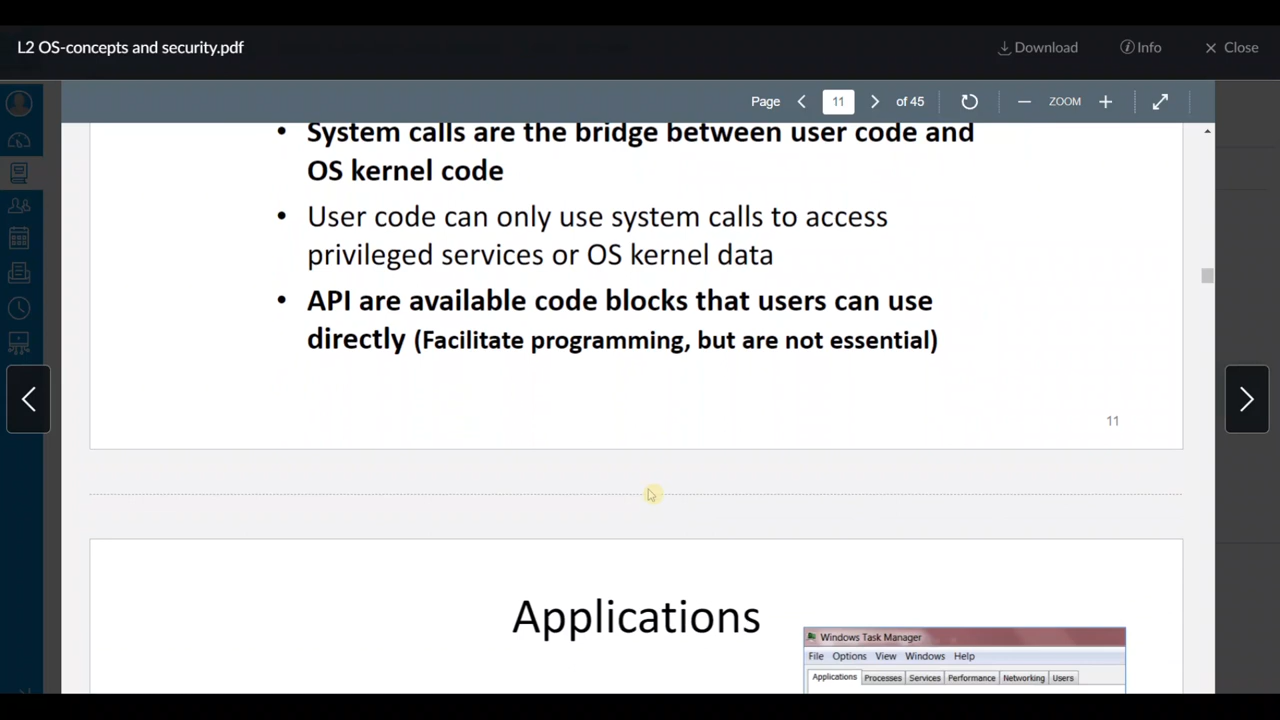 L2 OS-concepts and security.pdf
Download
Info
Close
Page
11
of 45
ZOOM
• System calls are the bridge between user code and
OS kernel code
• User code can only use system calls to access
privileged services or OS kernel data
• API are available code blocks that users can use
directly (Facilitate programming, but are not essential)
11
Applications
Windows Task Manager
File Options View Windows Help
Applications Processes Services Performance Networking Users